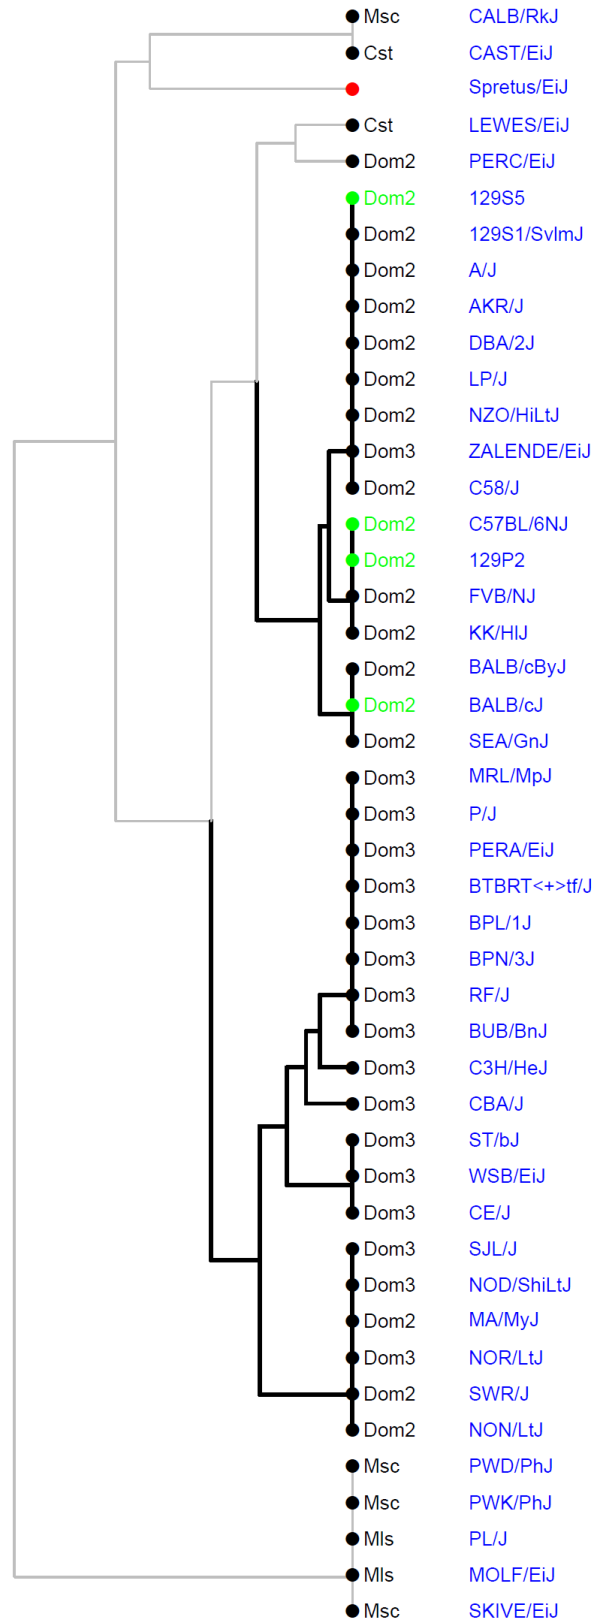 Msc CALB/RkJ
Cst CAST/EiJ
Spretus/EiJ
Cst LEWES/EiJ
Dom2 PERC/EiJ
Dom2 129S5
Dom2 129S1/SvImJ
Dom2 A/J
Dom2 AKR/J
Dom2 DBA/2J
Dom2 LP/J
Dom2 NZO/HiLtJ
Dom3 ZALENDE/EiJ
Dom2 C58/J
Dom2 C57BL/6NJ
Dom2 129P2
Dom2 FVB/NJ
Dom2 KK/HIJ
Dom2 BALB/cByJ
Dom2 BALB/cJ
Dom2 SEA/GnJ
Dom3 MRL/MpJ
Dom3 P/J
Dom3 PERA/EiJ
Dom3 BTBRT<+>tf/J
Dom3 BPL/1J
Dom3 BPN/3J
Dom3 RF/J
Dom3 BUB/BnJ
Dom3 C3H/HeJ
Dom3 CBA/J
Dom3 ST/bJ
Dom3 WSB/EiJ
Dom3 CE/J
Dom3 SJL/J
Dom3 NOD/ShiLtJ
Dom2 MA/MyJ
Dom3 NOR/LtJ
Dom2 SWR/J
Dom2 NON/LtJ
Msc PWD/PhJ
Msc PWK/PhJ
Mls PL/J
Mls MOLF/EiJ
Msc SKIVE/EiJ